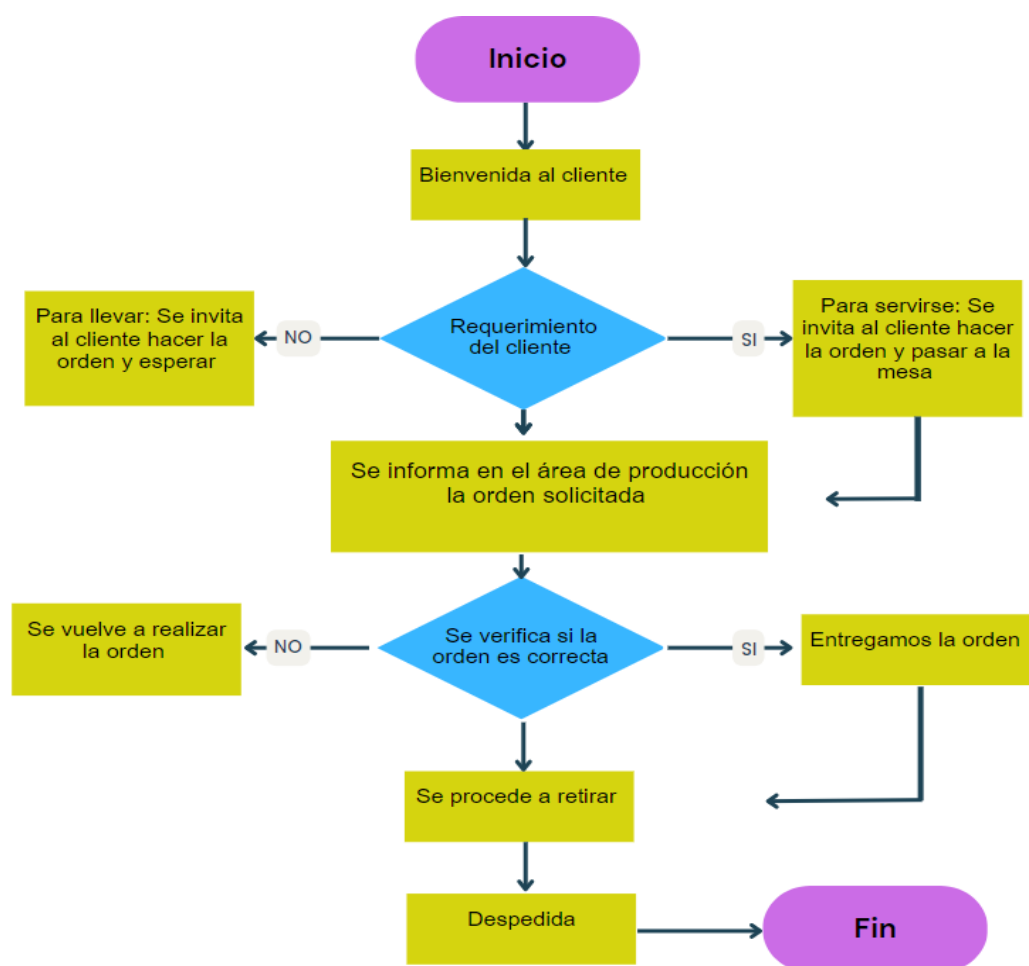 Inicio
Bienvenida al cliente
Para llevar: Se invita
al cliente hacer la
orden y esperar
NO
Requerimiento
del cliente
SI
Para servirse: Se
invita al cliente hacer
la orden y pasar a la
mesa
Se informa en el área de producción
la orden solicitada
Se vuelve a realizar
la orden
NO
Se verifica si la
orden es correcta
SI
Entregamos la orden
Se procede a retirar
Despedida
Fin